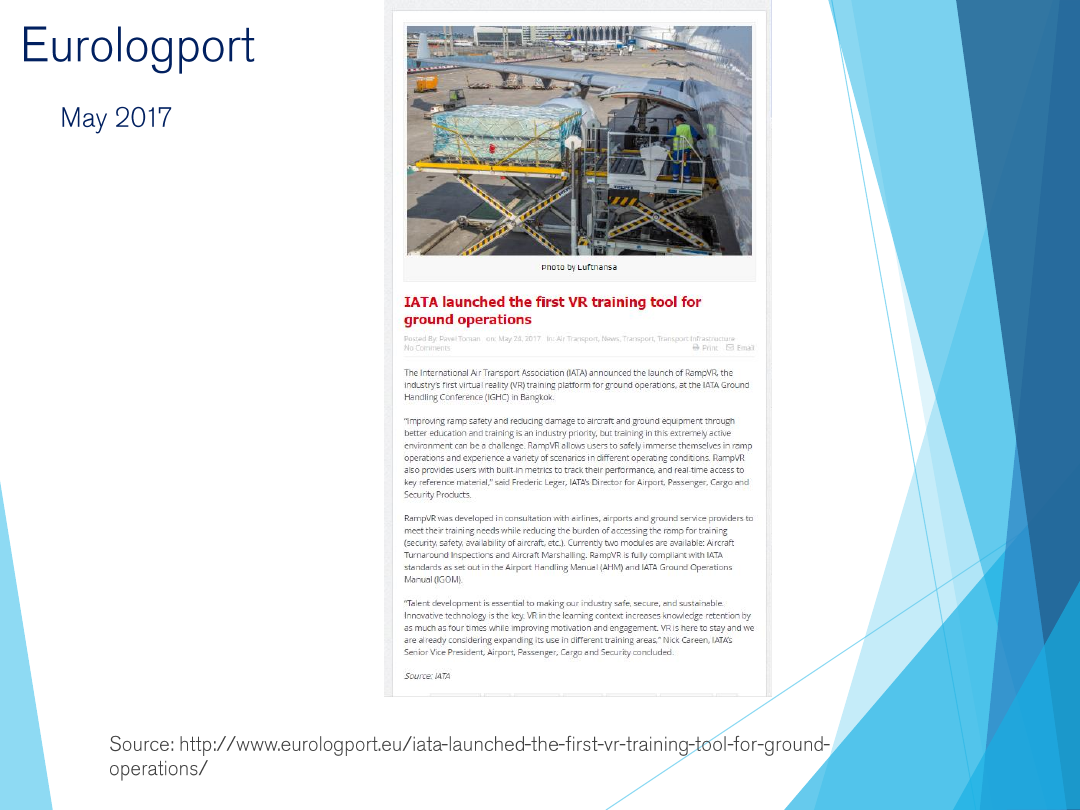 Eurologport
May 2017
Photo by Lufthansa
IATA launched the first VR training tool for
ground operations
Posted By: Pavel Toman on: May 28, 2017 In: Air Transport, News, Transport, Transport Infrastructure
No Comments Print · Email
The International Air Transport Association (IATA) announced the launch of RampVR, the
industry's first virtual reality (VR) training platform for ground operations, at the IATA Ground
Handling Conference (IGHC) in Bangkok.
"Improving ramp safety and reducing damage to aircraft and ground equipment through
better education and training is an industry priority, but training in this extremely active
environment can be a challenge. RampVR allows users to safely immerse themselves in ramp
operations and experience a variety of scenarios in different operating conditions. RampVR
also provides users with built-in metrics to track their performance, and real-time access to
key reference material," said Frederic Leger, IATA's Director for Airport, Passenger, Cargo and
Security Products.
RampVR was developed in consultation with airlines, airports and ground service providers to
meet their training needs while reducing the burden of accessing the ramp for training
(security, safety, availability of aircraft, etc.). Currently two modules are available: Aircraft
Turnaround Inspections and Aircraft Marshalling. RampVR is fully compliant with IATA
standards as set out in the Airport Handling Manual (AHM) and IATA Ground Operations
Manual (IGOM).
"Talent development is essential to making our industry safe, secure, and sustainable.
Innovative technology is the key. VR in the learning context increases knowledge retention by
as much as four times while improving motivation and engagement. VR is here to stay and we
are already considering expanding its use in different training areas," Nick Careen, IATA's
Senior Vice President, Airport, Passenger, Cargo and Security concluded.
Source: IATA
Source: http://www.eurologport.eu/iata-launched-the-first-vr-training-tool-for-ground-
operations/